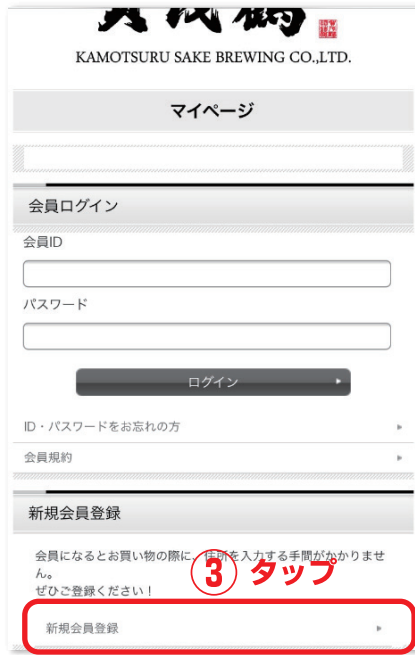 賀茂鶴
KAMOTSURU SAKE BREWING CO.,LTD.
マイページ
会員ログイン
会員ID
パスワード
ログイン
ID・パスワードをお忘れの方
会員規約
新規会員登録
会員になるとお買い物の際に、住所を入力する手間がかかりませ
ん。
ぜひご登録ください！
③ タップ
新規会員登録